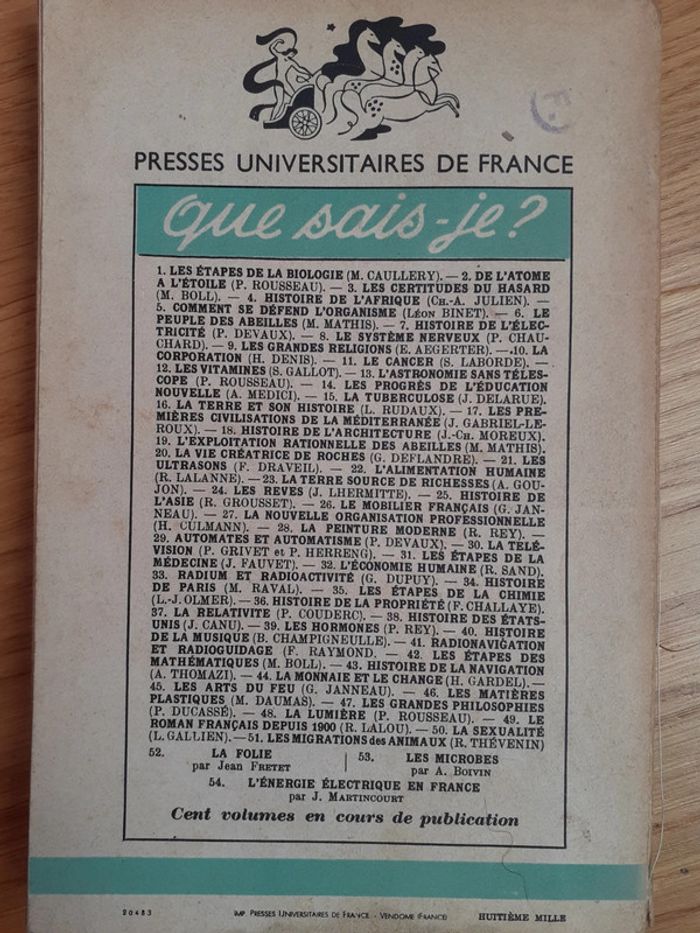 PRESSES UNIVERSITAIRES DE FRANCE
que sais-je?
1. LES ÉTAPES DE LA BIOLOGIE (M. CAULLERY). — 2. DE L'ATOME
A L'ÉTOILE (P. ROUSSEAU). — 3. LES CERTITUDES DU HASARD
(M. BOLL). — 4. HISTOIRE DE L'AFRIQUE (CH.-A. JULIEN). —
5. COMMENT SE DÉFEND L'ORGANISME (LÉON BINET). — 6. LE
PEUPLE DES ABEILLES (M. MATHIS). — 7. HISTOIRE DE L'ÉLEC-
TRICITÉ (P. DEVAUX). — 8. LE SYSTÈME NERVEUX (P. CHAU-
CHARD). — 9. LES GRANDES RELIGIONS (E. AEGERTER). — 10. LA
CORPORATION (H. DENIS). — 11. LE CANCER (S. LABORDE). —
12. LES VITAMINES (S. GALLOT). — 13. L'ASTRONOMIE SANS TÉLES-
COPE (P. ROUSSEAU). — 14. LES PROGRÈS DE L'ÉDUCATION
NOUVELLE (A. MEDICI). — 15. LA TUBERCULOSE (J. DELARUE).
16. LA TERRE ET SON HISTOIRE (L. RUDAUX). — 17. LES PRE-
MIÈRES CIVILISATIONS DE LA MÉDITERRANÉE (J. GABRIEL-LE-
ROUX). — 18. HISTOIRE DE L'ARCHITECTURE (J.-CH. MOREUX).
19. L'EXPLOITATION RATIONNELLE DES ABEILLES (M. MATHIS).
20. LA VIE CRÉATRICE DE ROCHES (G. DEFLANDRE). — 21. LES
ULTRASONS (F. DRAVEIL). — 22. L'ALIMENTATION HUMAINE
(R. LALANNE). — 23. LA TERRE SOURCE DE RICHESSES (A. GOU-
JON). — 24. LES REVES (J. LHERMITTE). — 25. HISTOIRE DE
L'ASIE (R. GROUSSET). — 26. LE MOBILIER FRANÇAIS (G. JAN-
NEAU). — 27. LA NOUVELLE ORGANISATION PROFESSIONNELLE
(H. CULMANN). — 28. LA PEINTURE MODERNE (R. REY). —
29. AUTOMATES ET AUTOMATISME (P. DEVAUX). — 30. LA TÉLÉ-
VISION (P. GRIVET et P. HERRENG). — 31. LES ÉTAPES DE LA
MÉDECINE (J. FAUVET). — 32. L'ÉCONOMIE HUMAINE (R. SAND).
33. RADIUM ET RADIOACTIVITÉ (G. DUPUY). — 34. HISTOIRE
DE PARIS (M. RAVAL). — 35. LES ÉTAPES DE LA CHIMIE
(L.-J. OLMER). — 36. HISTOIRE DE LA PROPRIÉTÉ (F. CHALLAYE).
37. LA RELATIVITE (P. COUDERC). — 38. HISTOIRE DES ÉTATS-
UNIS (J. CANU). — 39. LES HORMONES (P. REY). — 40. HISTOIRE
DE LA MUSIQUE (B. CHAMPIGNEULLE). — 41. RADIONAVIGATION
ET RADIOGUIDAGE (F. RAYMOND. — 42. LES ÉTAPES DES
MATHÉMATIQUES (M. BOLL). — 43. HISTOIRE DE LA NAVIGATION
(A. THOMAZI). — 44. LA MONNAIE ET LE CHANGE (H. GARDEL). —
45. LES ARTS DU FEU (G. JANNEAU). — 46. LES MATIÈRES
PLASTIQUES (M. DAUMAS). — 47. LES GRANDES PHILOSOPHIES
(P. DUCASSÉ). — 48. LA LUMIÈRE (P. ROUSSEAU). — 49. LE
ROMAN FRANÇAIS DEPUIS 1900 (R. LALOU). — 50. LA SEXUALITÉ
(L. GALLIEN). — 51. LES MIGRATIONS des ANIMAUX (R. THÉVENIN)
52. LA FOLIE
par Jean FRETET
53. LES MICROBES
par A. BOIVIN
54. L'ÉNERGIE ÉLECTRIQUE EN FRANCE
par J. MARTINCOURT
Cent volumes en cours de publication
20483
IMP. PRESSES UNIVERSITAIRES DE FRANCE - VENDOME (FRANCE)
HUITIÈME MILLE